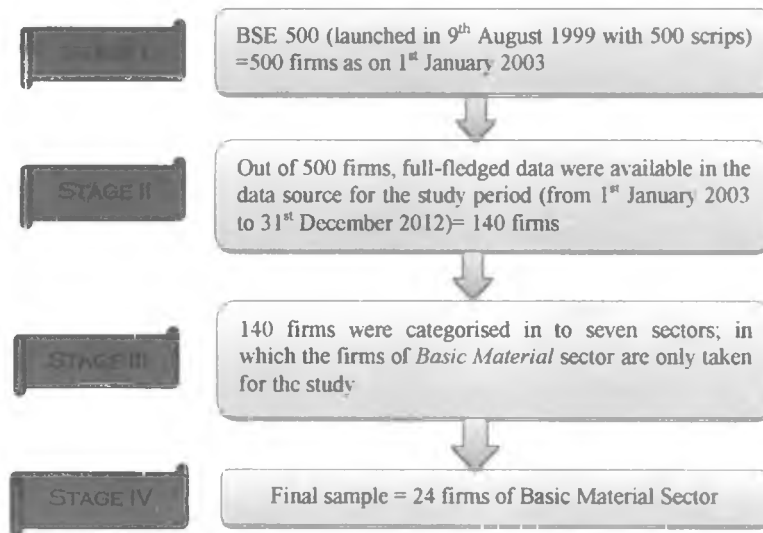 BSE 500 (launched in 9th August 1999 with 500 scrips)
=500 firms as on 1st January 2003
STAGE II
Out of 500 firms, full-fledged data were available in the
data source for the study period (from 1st January 2003
to 31st December 2012)= 140 firms
STAGE III
140 firms were categorised in to seven sectors; in
which the firms of Basic Material sector are only taken
for the study
STAGE IV
Final sample = 24 firms of Basic Material Sector